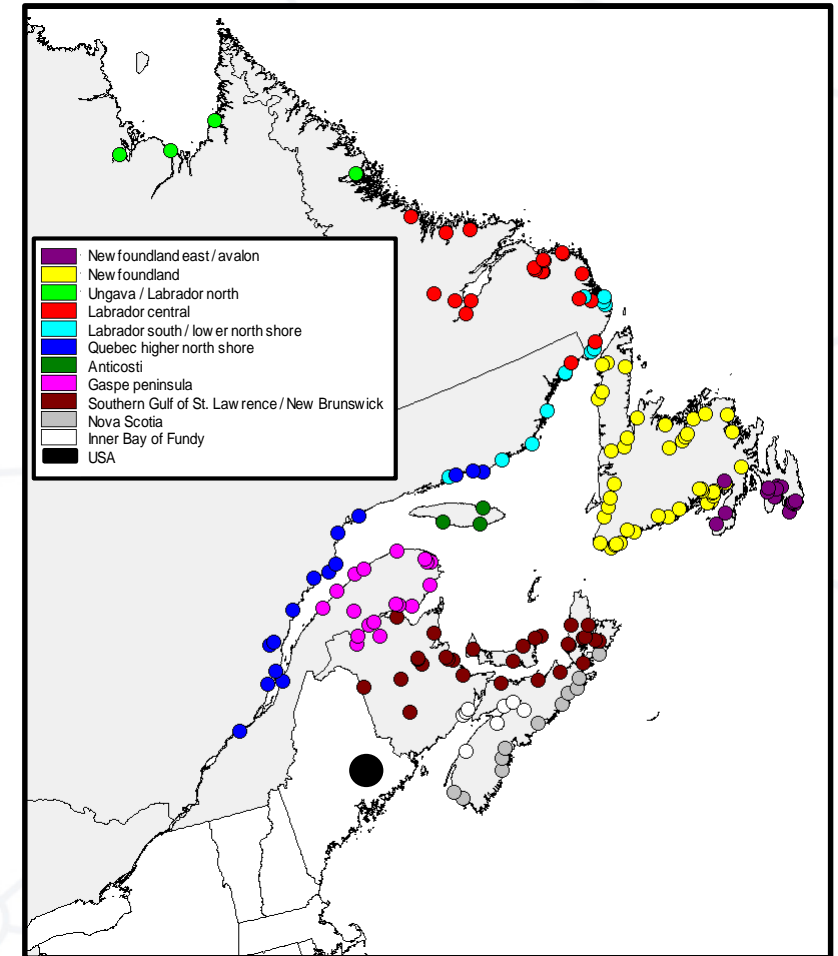 New foundland east / avalon
New foundland
Ungava / Labrador north
Labrador central
Labrador south / low er north shore
Quebec higher north shore
Anticosti
Gaspe peninsula
Southern Gulf of St. Law rence / New Brunswick
Nova Scotia
Inner Bay of Fundy
USA